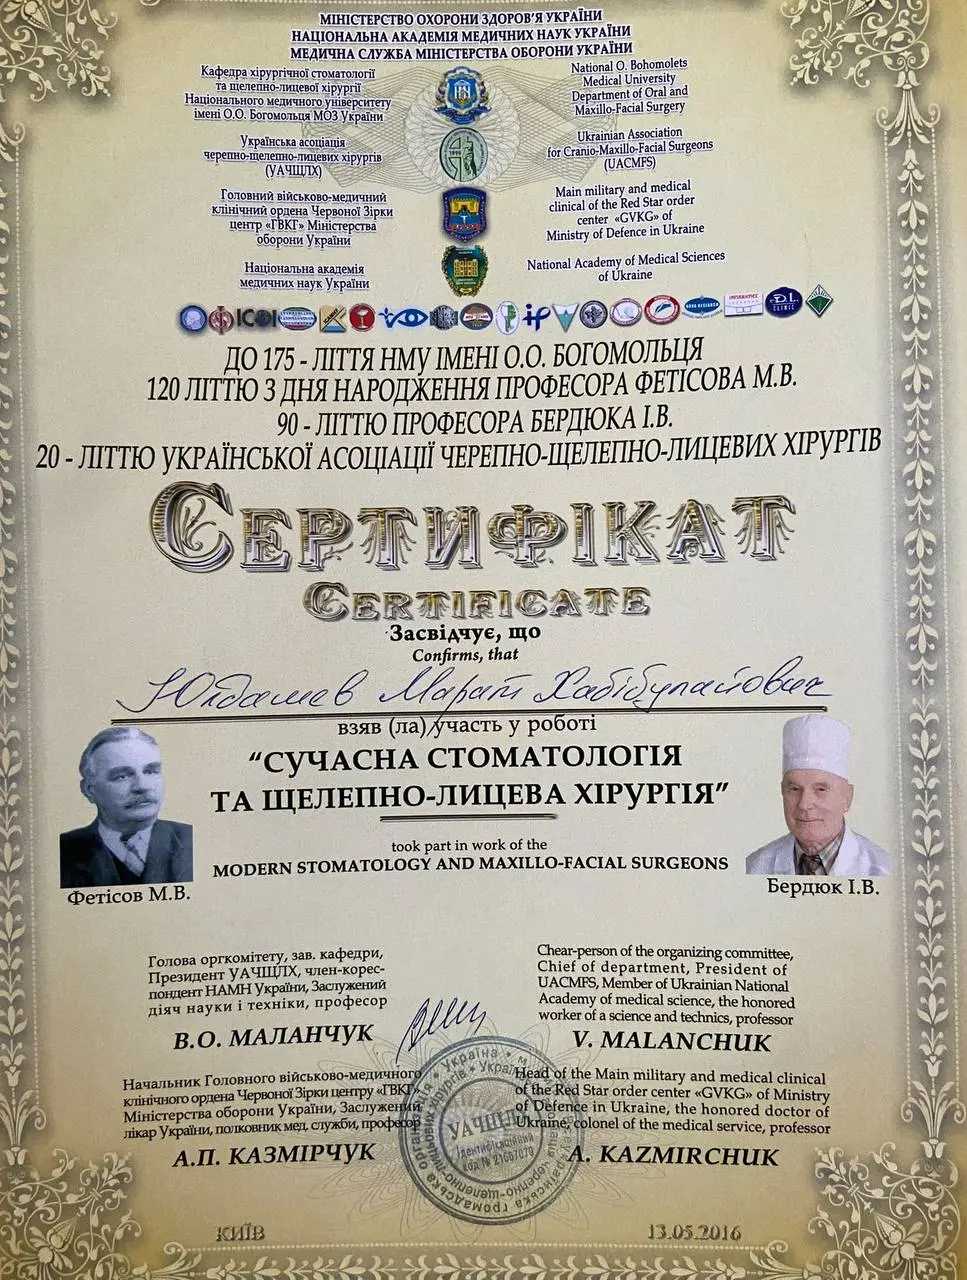 МІНІСТЕРСТВО ОХОРОНИ ЗДОРОВ'Я УКРАЇНИ
НАЦІОНАЛЬНА АКАДЕМІЯ МЕДИЧНИХ НАУК УКРАЇНИ
МЕДИЧНА СЛУЖБА МІНІСТЕРСТВА ОБОРОНИ УКРАЇНИ
Кафедра хірургічної стоматології
та щелепно-лицевої хірургії
Національного медичного університету
імені О.О. Богомольця МОЗ України
National O. Bohomolets
Medical University
Department of Oral and
Maxillo-Facial Surgery
Українська асоціація
черепно-щелепно-лицевих хірургів
(УАЧЩЛХ)
Ukrainian Association
for Cranio-Maxillo-Facial Surgeons
(UACMFS)
Головний військово-медичний
клінічний ордена Червоної Зірки
центр «ГВКГ» Міністерства
оборони України
Main military and medical
clinical of the Red Star order
center «GVKG» of
Ministry of Defence in Ukraine
Національна академія
медичних наук України
National Academy of Medical Sciences
of Ukraine
ДО 175 - ЛІТТЯ НМУ ІМЕНІ О.О. БОГОМОЛЬЦЯ
120 ЛІТТЮ З ДНЯ НАРОДЖЕННЯ ПРОФЕСОРА ФЕТІСОВА М.В.
90 - ЛІТТЮ ПРОФЕСОРА БЕРДЮКА І.В.
20 - ЛІТТЮ УКРАЇНСЬКОЇ АСОЦІАЦІЇ ЧЕРЕПНО-ЩЕЛЕПНО-ЛИЦЕВИХ ХІРУРГІВ
СЕРТИФІКАТ
CERTIFICATE
Засвідчує, що
Confirms, that
Юлдашев Марат Хабібулайович
взяв (ла) участь у роботі
“СУЧАСНА СТОМАТОЛОГІЯ
ТА ЩЕЛЕПНО-ЛИЦЕВА ХІРУРГІЯ”
took part in work of the
MODERN STOMATOLOGY AND MAXILLO-FACIAL SURGEONS
Фетісов М.В.
Бердюк І.В.
Голова оргкомітету, зав. кафедри,
Президент УАЧЩЛХ, член-корес-
пондент НАМН України, Заслужений
діяч науки і техніки, професор
В.О. МАЛАНЧУК
Chear-person of the organizing committee,
Chief of department, President of
UACMFS, Member of Ukrainian National
Academy of medical science, the honored
worker of a science and technics, professor
V. MALANCHUK
Начальник Головного військово-медичного
клінічного ордена Червоної Зірки центру «ГВКГ»
Міністерства оборони України, Заслужений
лікар України, полковник мед. служби, професор
А.П. КАЗМІРЧУК
Head of the Main military and medical clinical
of the Red Star order center «GVKG» of Ministry
of Defence in Ukraine, the honored doctor of
Ukraine, colonel of the medical service, professor
A. KAZMIRCHUK
УАЧЩЛХ
Ідентифікаційний
код № 21687079
КИЇВ
13.05.2016